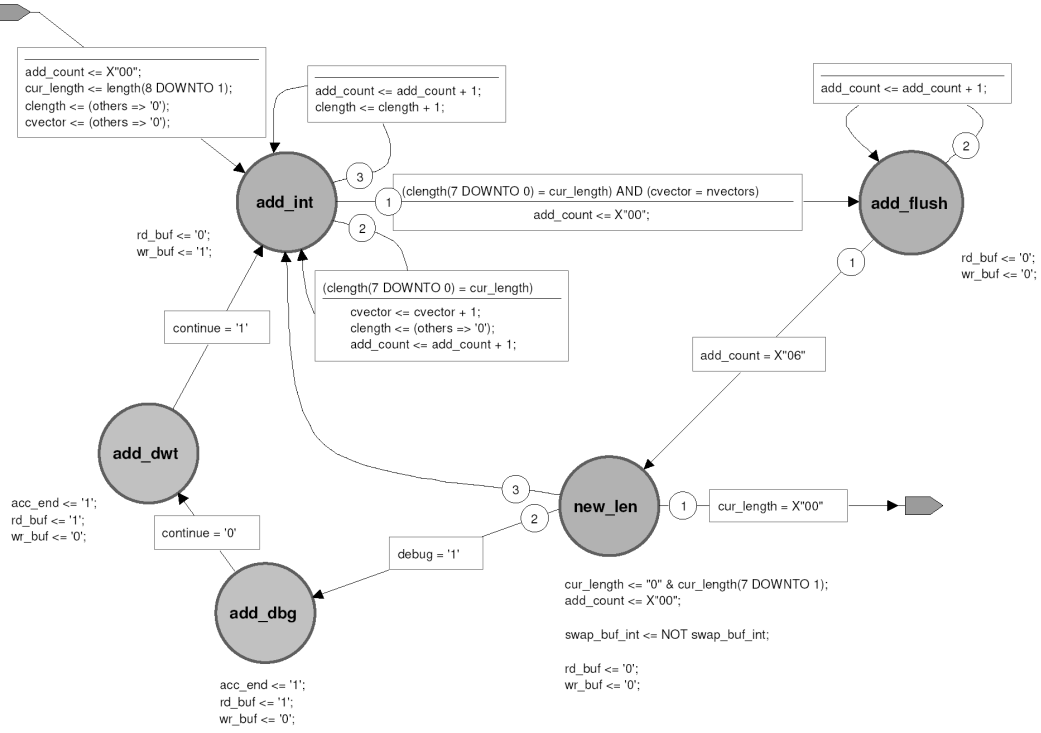 add_count <= X"00";
cur_length <= length(8 DOWNTO 1);
clength <= (others => '0');
cvector <= (others => '0');
add_count <= add_count + 1;
clength <= clength + 1;
add_count <= add_count + 1;
3
2
add_int
1
(clength(7 DOWNTO 0) = cur_length) AND (cvector = nvectors)
add_count <= X"00";
add_flush
2
rd_buf <= '0';
wr_buf <= '1';
1
rd_buf <= '0';
wr_buf <= '0';
(clength(7 DOWNTO 0) = cur_length)
cvector <= cvector + 1;
clength <= (others => '0');
add_count <= add_count + 1;
continue = '1'
add_count = X"06"
add_dwt
acc_end <= '1';
rd_buf <= '1';
wr_buf <= '0';
3
2
new_len
1
cur_length = X"00"
continue = '0'
debug = '1'
add_dbg
cur_length <= "0" & cur_length(7 DOWNTO 1);
add_count <= X"00";
swap_buf_int <= NOT swap_buf_int;
rd_buf <= '0';
wr_buf <= '0';
acc_end <= '1';
rd_buf <= '1';
wr_buf <= '0';